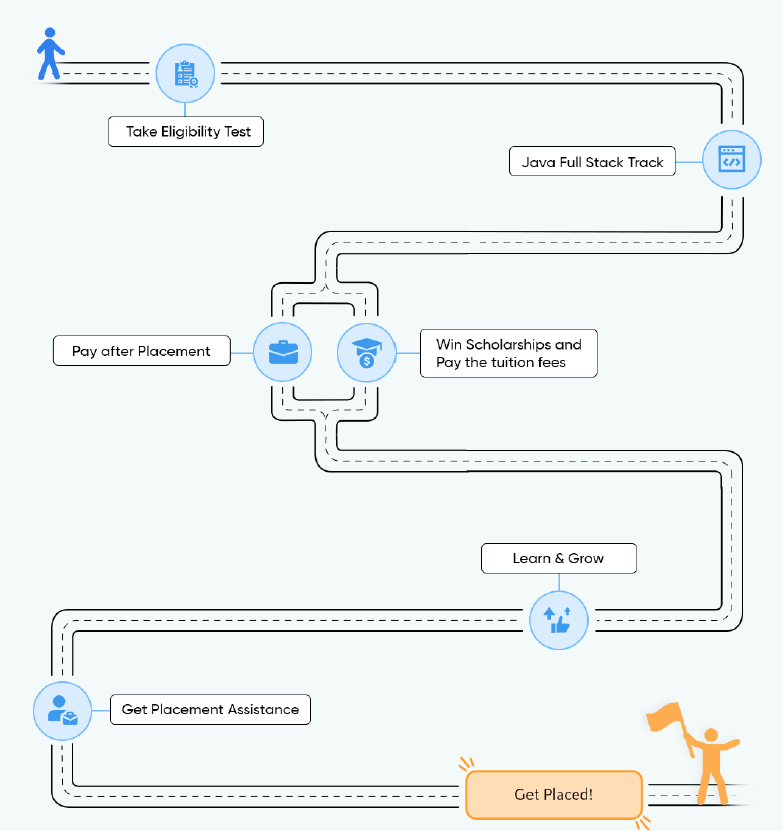 Take Eligibility Test
Java Full Stack Track
Pay after Placement
Win Scholarships and
Pay the tuition fees
Learn & Grow
Get Placement Assistance
Get Placed!